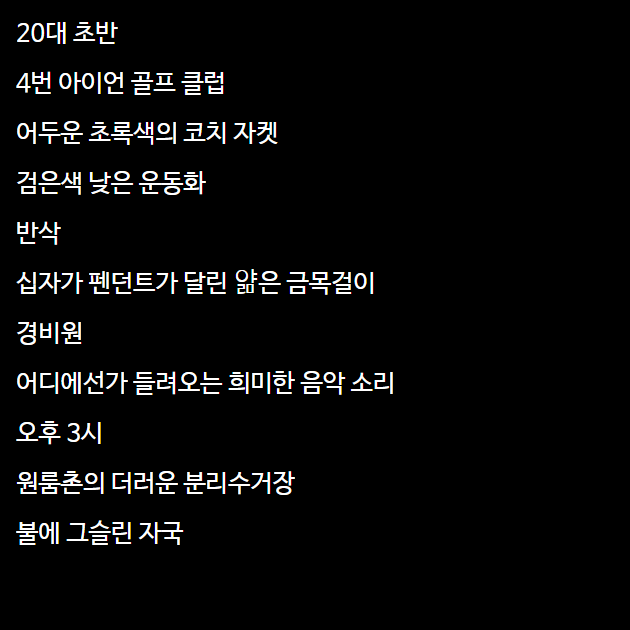 20대 초반
4번 아이언 골프 클럽
어두운 초록색의 코치 자켓
검은색 낮은 운동화
반삭
십자가 펜던트가 달린 얆은 금목걸이
경비원
어디에선가 들려오는 희미한 음악 소리
오후 3시
원룸촌의 더러운 분리수거장
불에 그슬린 자국